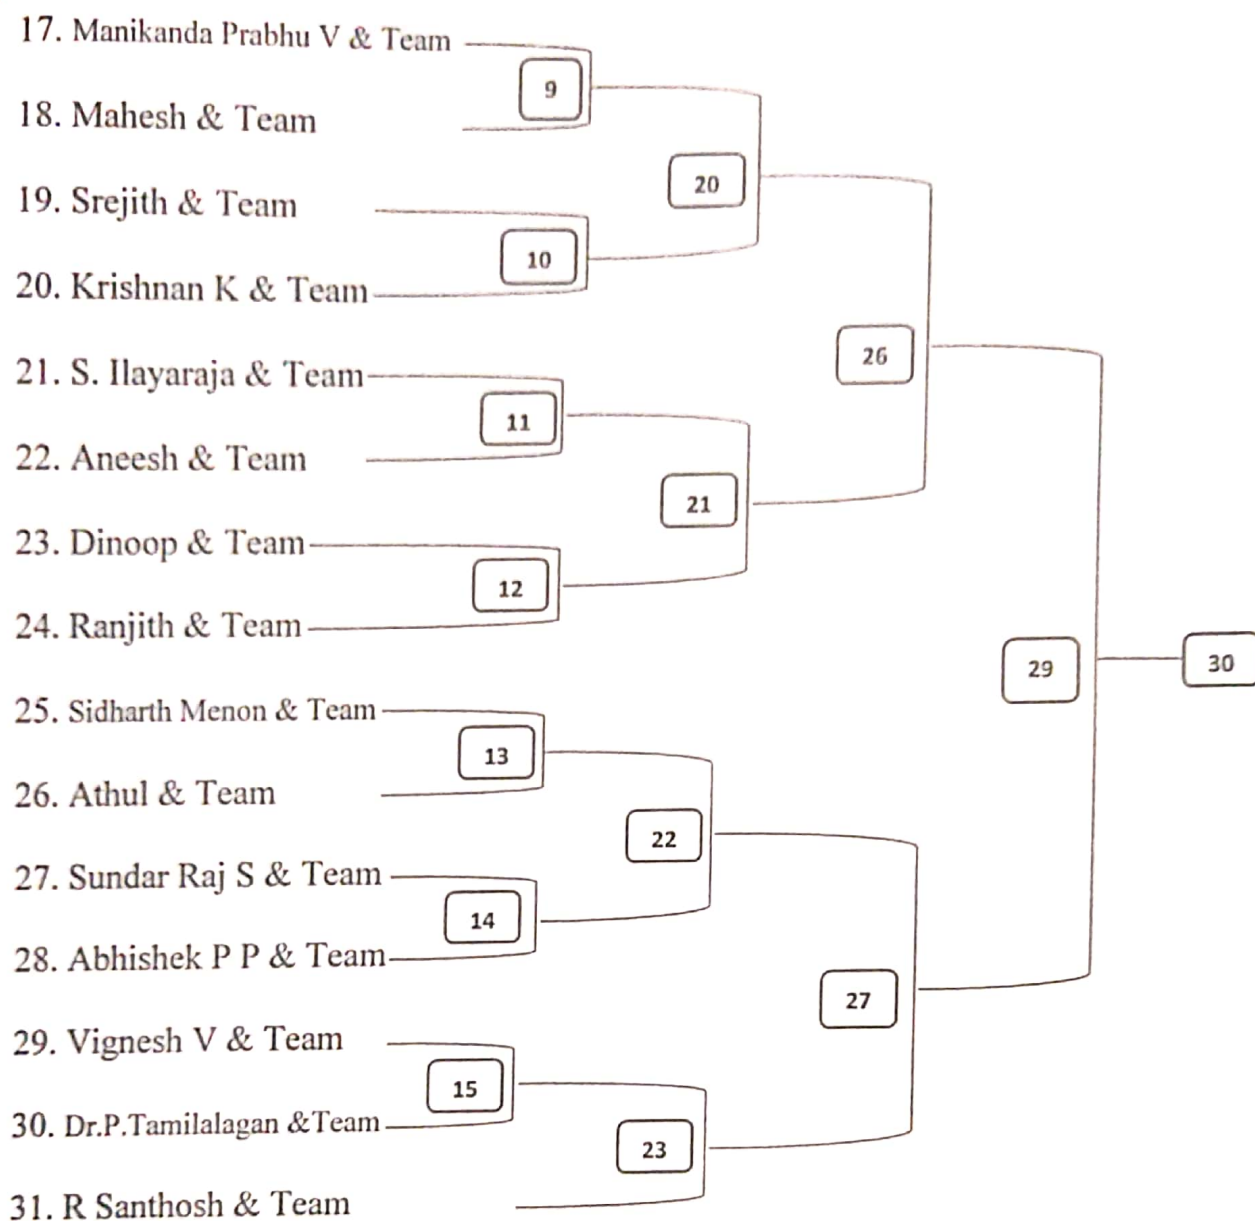 17. Manikanda Prabhu V & Team
9
18. Mahesh & Team
20
19. Srejith & Team
10
20. Krishnan K & Team
26
21. S. Ilayaraja & Team
11
22. Aneesh & Team
21
23. Dinoop & Team
12
24. Ranjith & Team
29
30
25. Sidharth Menon & Team
13
26. Athul & Team
22
27. Sundar Raj S & Team
14
28. Abhishek P P & Team
27
29. Vignesh V & Team
15
30. Dr.P.Tamilalagan &Team
23
31. R Santhosh & Team